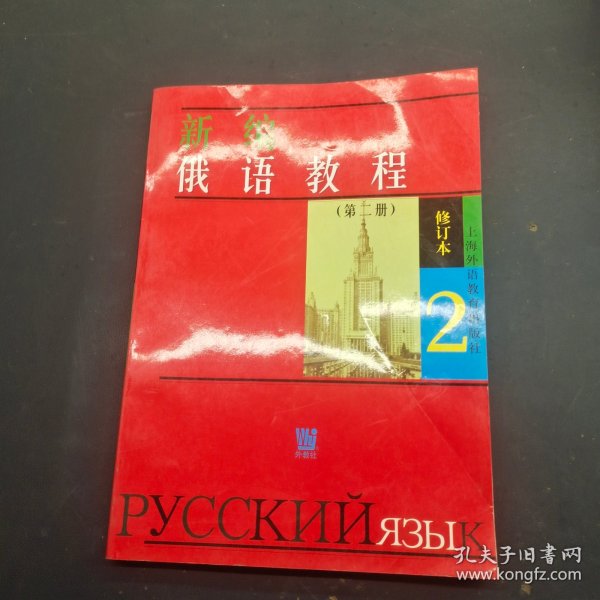 新编
俄语教程
(第二册)
修订本
2
上海外语教育出版社
外教社
РУССКИЙ ЯЗЫК
孔夫子旧书网
www.kongfz.com